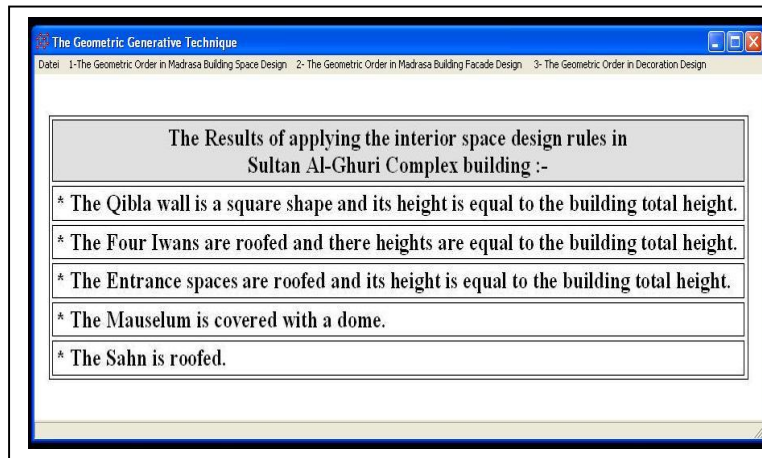 The Geometric Generative Technique
Datei 1-The Geometric Order in Madrasa Building Space Design 2- The Geometric Order in Madrasa Building Facade Design 3- The Geometric Order in Decoration Design
The Results of applying the interior space design rules in
Sultan Al-Ghuri Complex building :-
* The Qibla wall is a square shape and its height is equal to the building total height.
* The Four Iwans are roofed and there heights are equal to the building total height.
* The Entrance spaces are roofed and its height is equal to the building total height.
* The Mauselum is covered with a dome.
* The Sahn is roofed.